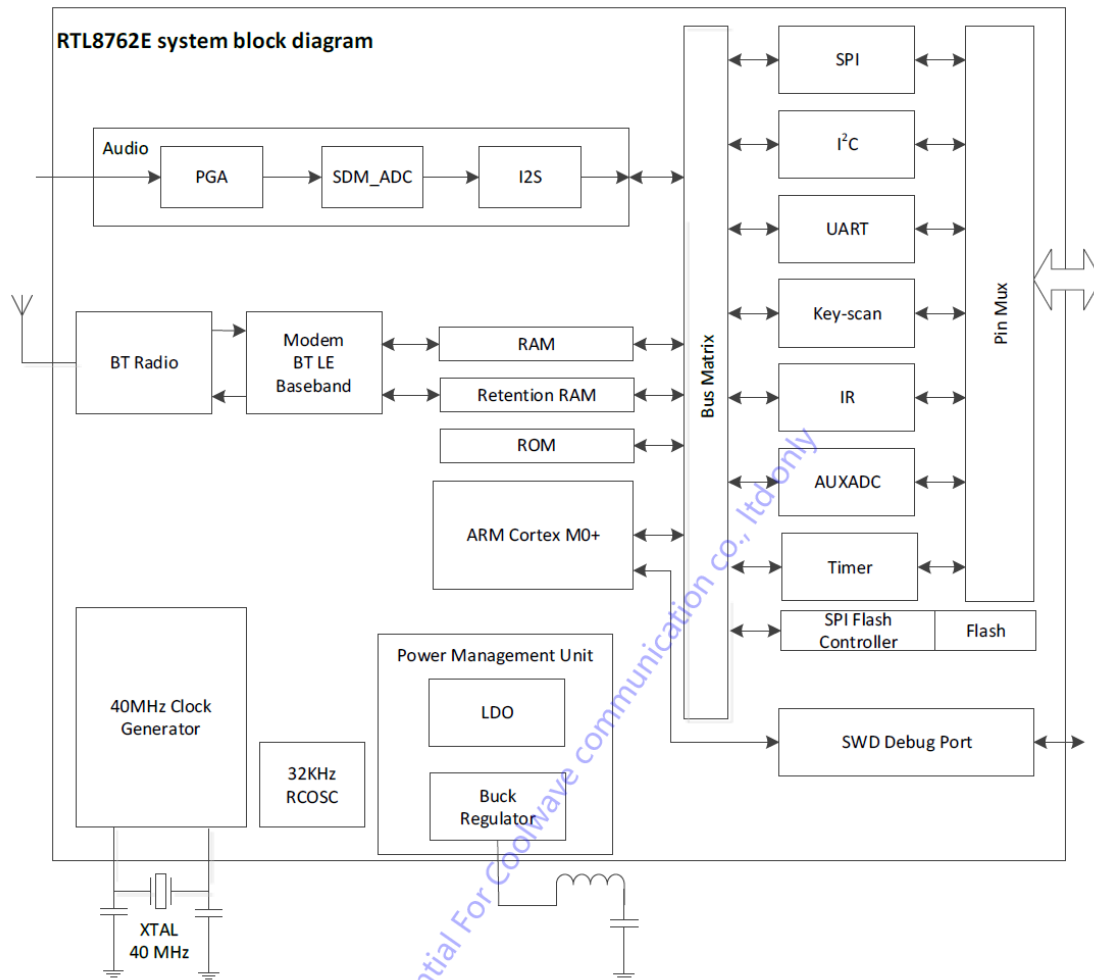 RTL8762E system block diagram
Audio
PGA
SDM_ADC
I2S
BT Radio
Modem
BT LE
Baseband
RAM
Retention RAM
ROM
ARM Cortex M0+
40MHz Clock
Generator
32KHz
RCOSC
Power Management Unit
LDO
Buck
Regulator
XTAL
40 MHz
Bus Matrix
SPI
I²C
UART
Key-scan
IR
AUXADC
Timer
SPI Flash
Controller
Flash
SWD Debug Port
Pin Mux
ntial For Coolwave communication co., ltd only